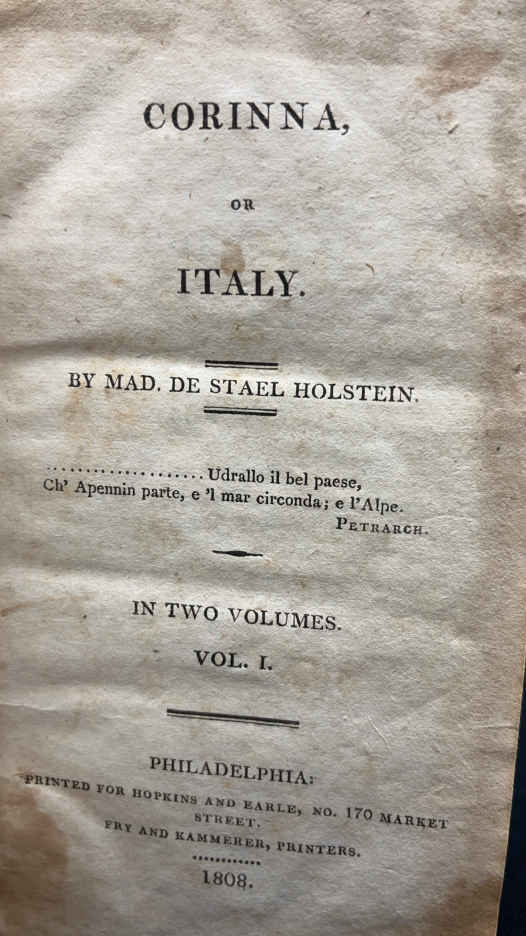 CORINNA,
OR
ITALY.
BY MAD. DE STAEL HOLSTEIN.
....................Udrallo il bel paese,
Ch' Apennin parte, e 'l mar circonda; e l'Alpe.
PETRARCH.
IN TWO VOLUMES.
VOL. I.
PHILADELPHIA:
PRINTED FOR HOPKINS AND EARLE, NO. 170 MARKET
STREET.
FRY AND KAMMERER, PRINTERS.
............
1808.